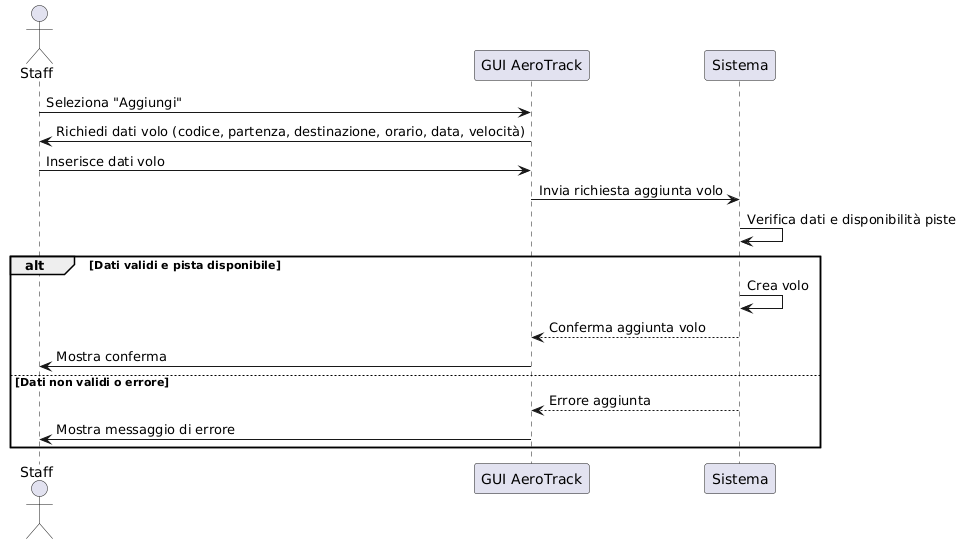 Staff
GUI AeroTrack
Sistema
Seleziona "Aggiungi"
Richiedi dati volo (codice, partenza, destinazione, orario, data, velocità)
Inserisce dati volo
Invia richiesta aggiunta volo
Verifica dati e disponibilità piste
alt
[Dati validi e pista disponibile]
Crea volo
Conferma aggiunta volo
Mostra conferma
[Dati non validi o errore]
Errore aggiunta
Mostra messaggio di errore
Staff
GUI AeroTrack
Sistema